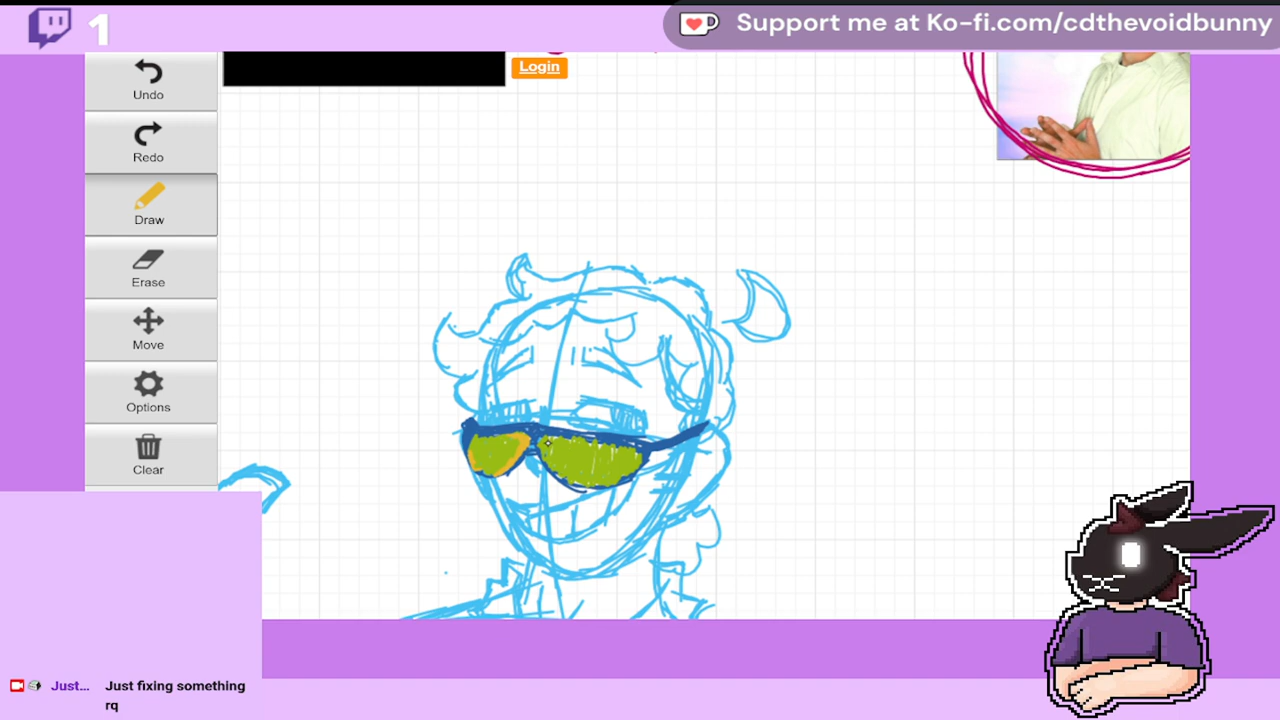 1
Support me at Ko-fi.com/cdthevoidbunny
Login
Undo
Redo
Draw
Erase
Move
Options
Clear
Just... Just fixing something
rq